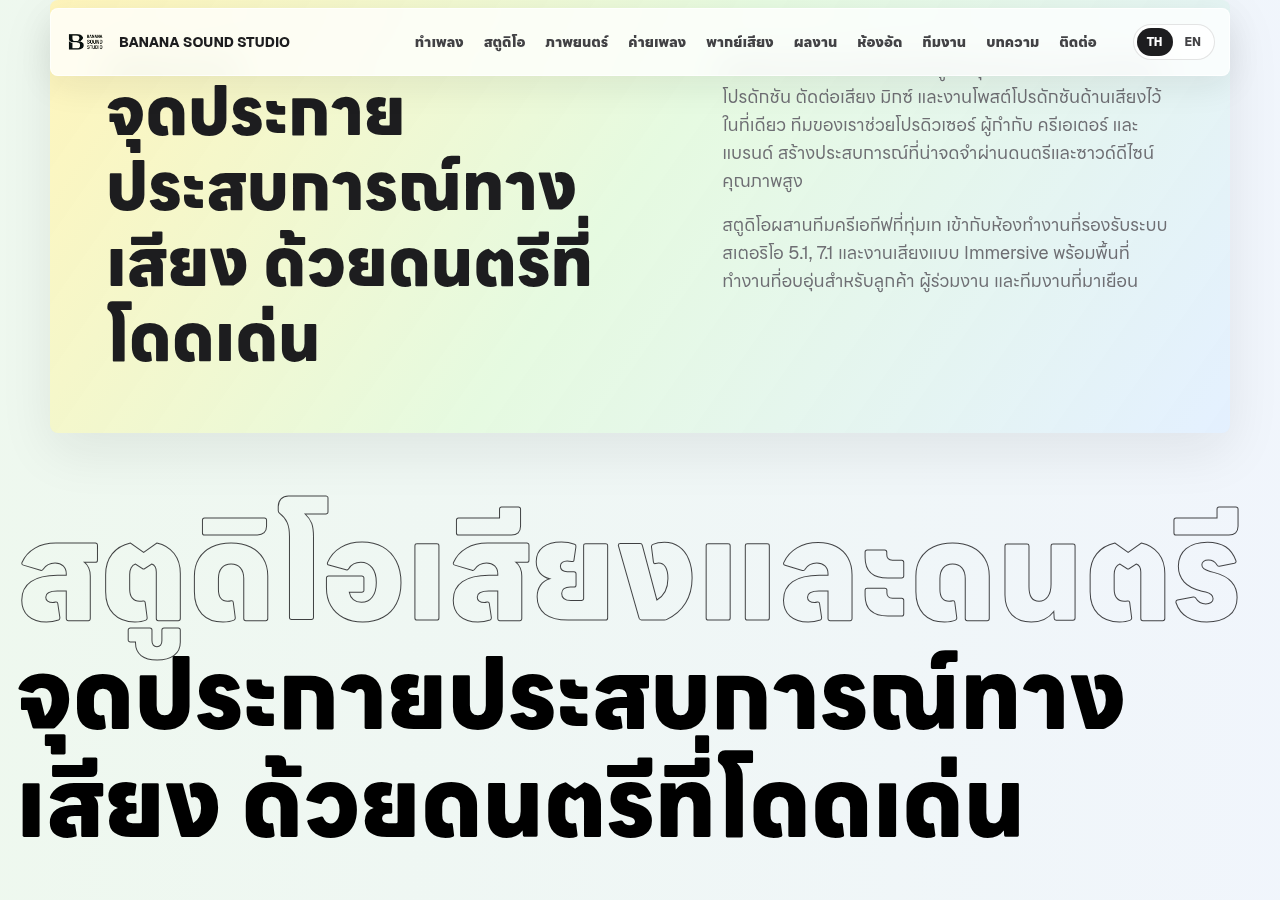 B BANANA SOUND STUDIO
BANANA SOUND STUDIO
ทำเพลง
สตูดิโอ
ภาพยนตร์
ค่ายเพลง
พากย์เสียง
ผลงาน
ห้องอัด
ทีมงาน
บทความ
ติดต่อ
TH
EN
จุดประกาย
ประสบการณ์ทาง
เสียง ด้วยดนตรีที่
โดดเด่น
โปรดักชัน ตัดต่อเสียง มิกซ์ และงานโพสต์โปรดักชันด้านเสียงไว้
ในที่เดียว ทีมของเราช่วยโปรดิวเซอร์ ผู้กำกับ ครีเอเตอร์ และ
แบรนด์ สร้างประสบการณ์ที่น่าจดจำผ่านดนตรีและซาวด์ดีไซน์
คุณภาพสูง
สตูดิโอผสานทีมครีเอทีฟที่ทุ่มเท เข้ากับห้องทำงานที่รองรับระบบ
สเตอริโอ 5.1, 7.1 และงานเสียงแบบ Immersive พร้อมพื้นที่
ทำงานที่อบอุ่นสำหรับลูกค้า ผู้ร่วมงาน และทีมงานที่มาเยือน
สตูดิโอเสียงและดนตรี
จุดประกายประสบการณ์ทาง
เสียง ด้วยดนตรีที่โดดเด่น